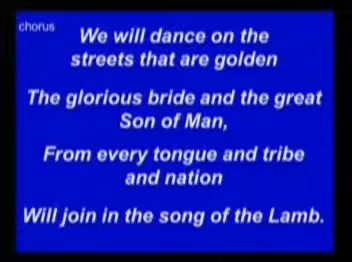 chorus
We will dance on the
streets that are golden
The glorious bride and the great
Son of Man,
From every tongue and tribe
and nation
Will join in the song of the Lamb.